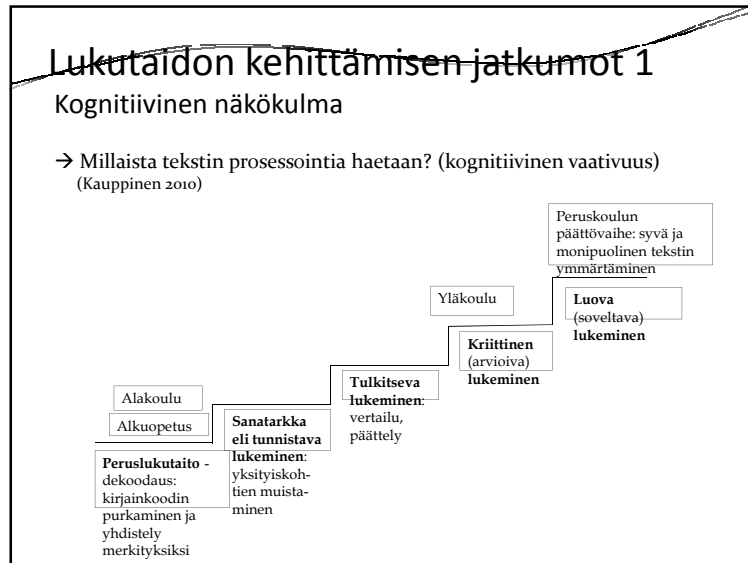 Lukutaidon kehittämisen jatkumot 1
Kognitiivinen näkökulma
→ Millaista tekstin prosessointia haetaan? (kognitiivinen vaativuus)
(Kauppinen 2010)
Peruskoulun
päättövaihe: syvä ja
monipuolinen tekstin
ymmärtäminen
Yläkoulu
Luova
(soveltava)
lukeminen
Kriittinen
(arvioiva)
lukeminen
Tulkitseva
lukeminen:
vertailu,
päättely
Alakoulu
Alkuopetus
Sanatarkka
eli tunnistava
lukeminen:
yksityiskoh-
tien muista-
minen
Peruslukutaito -
dekoodaus:
kirjainkoodin
purkaminen ja
yhdistely
merkityksiksi